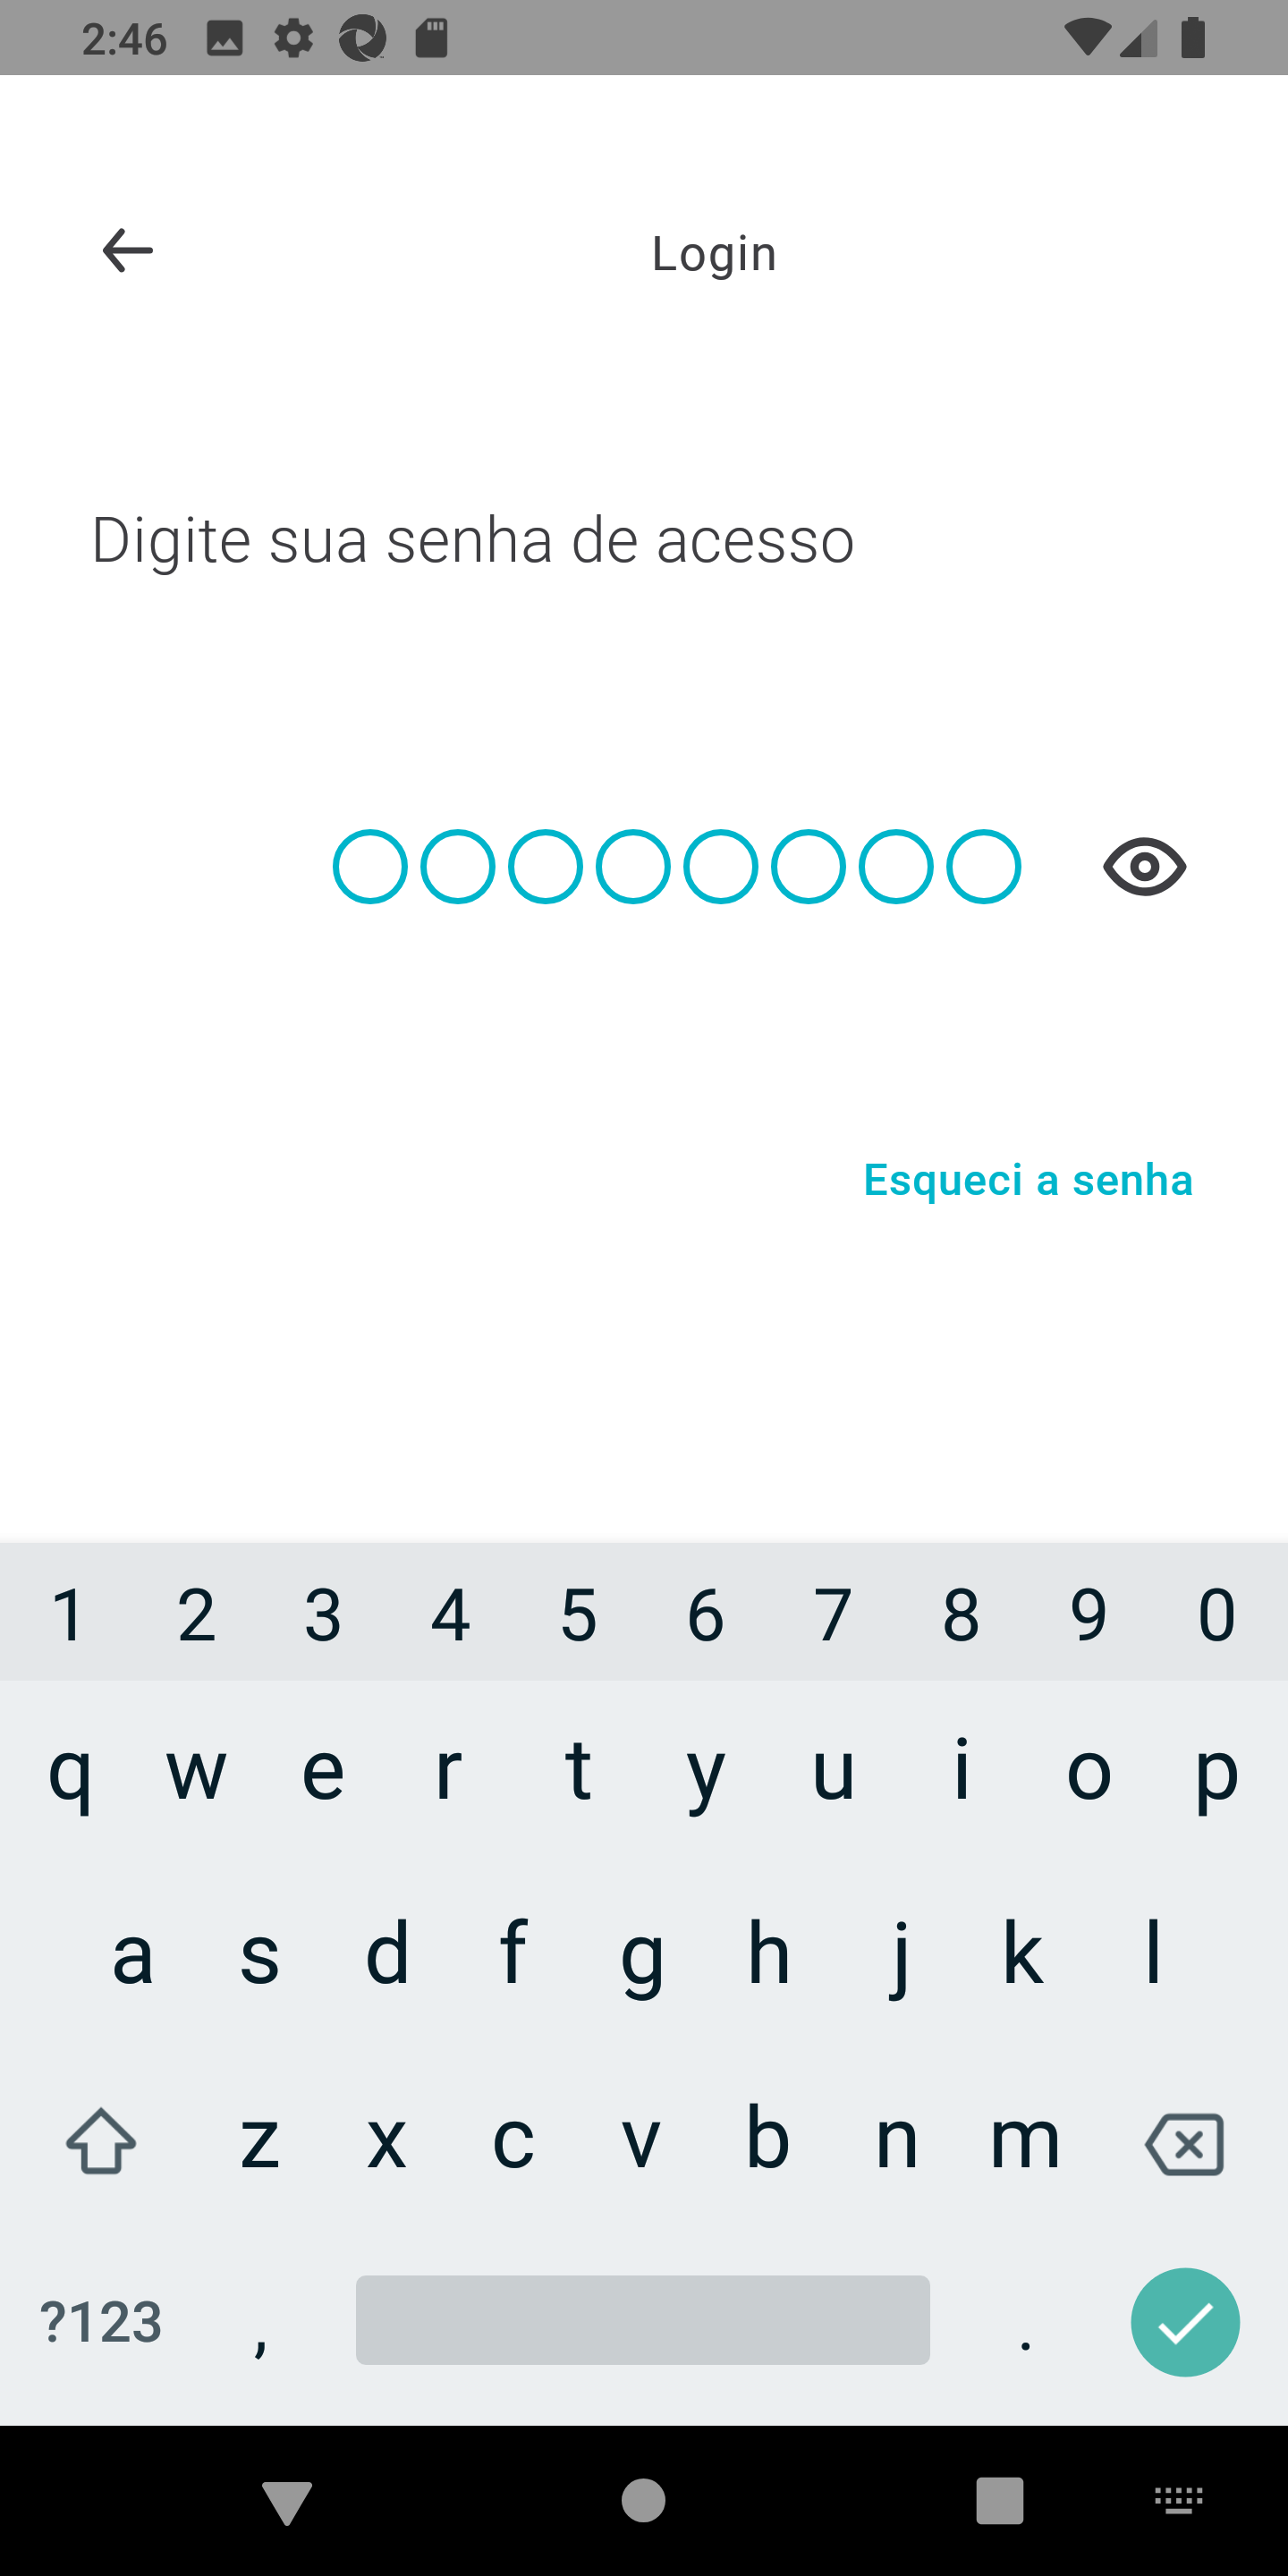 2:46
Login
Digite sua senha de acesso
Esqueci a senha
1 2 3 4 5 6 7 8 9 0
q w e r t y u i o p
a s d f g h j k l
z x c v b n m
?123 , .